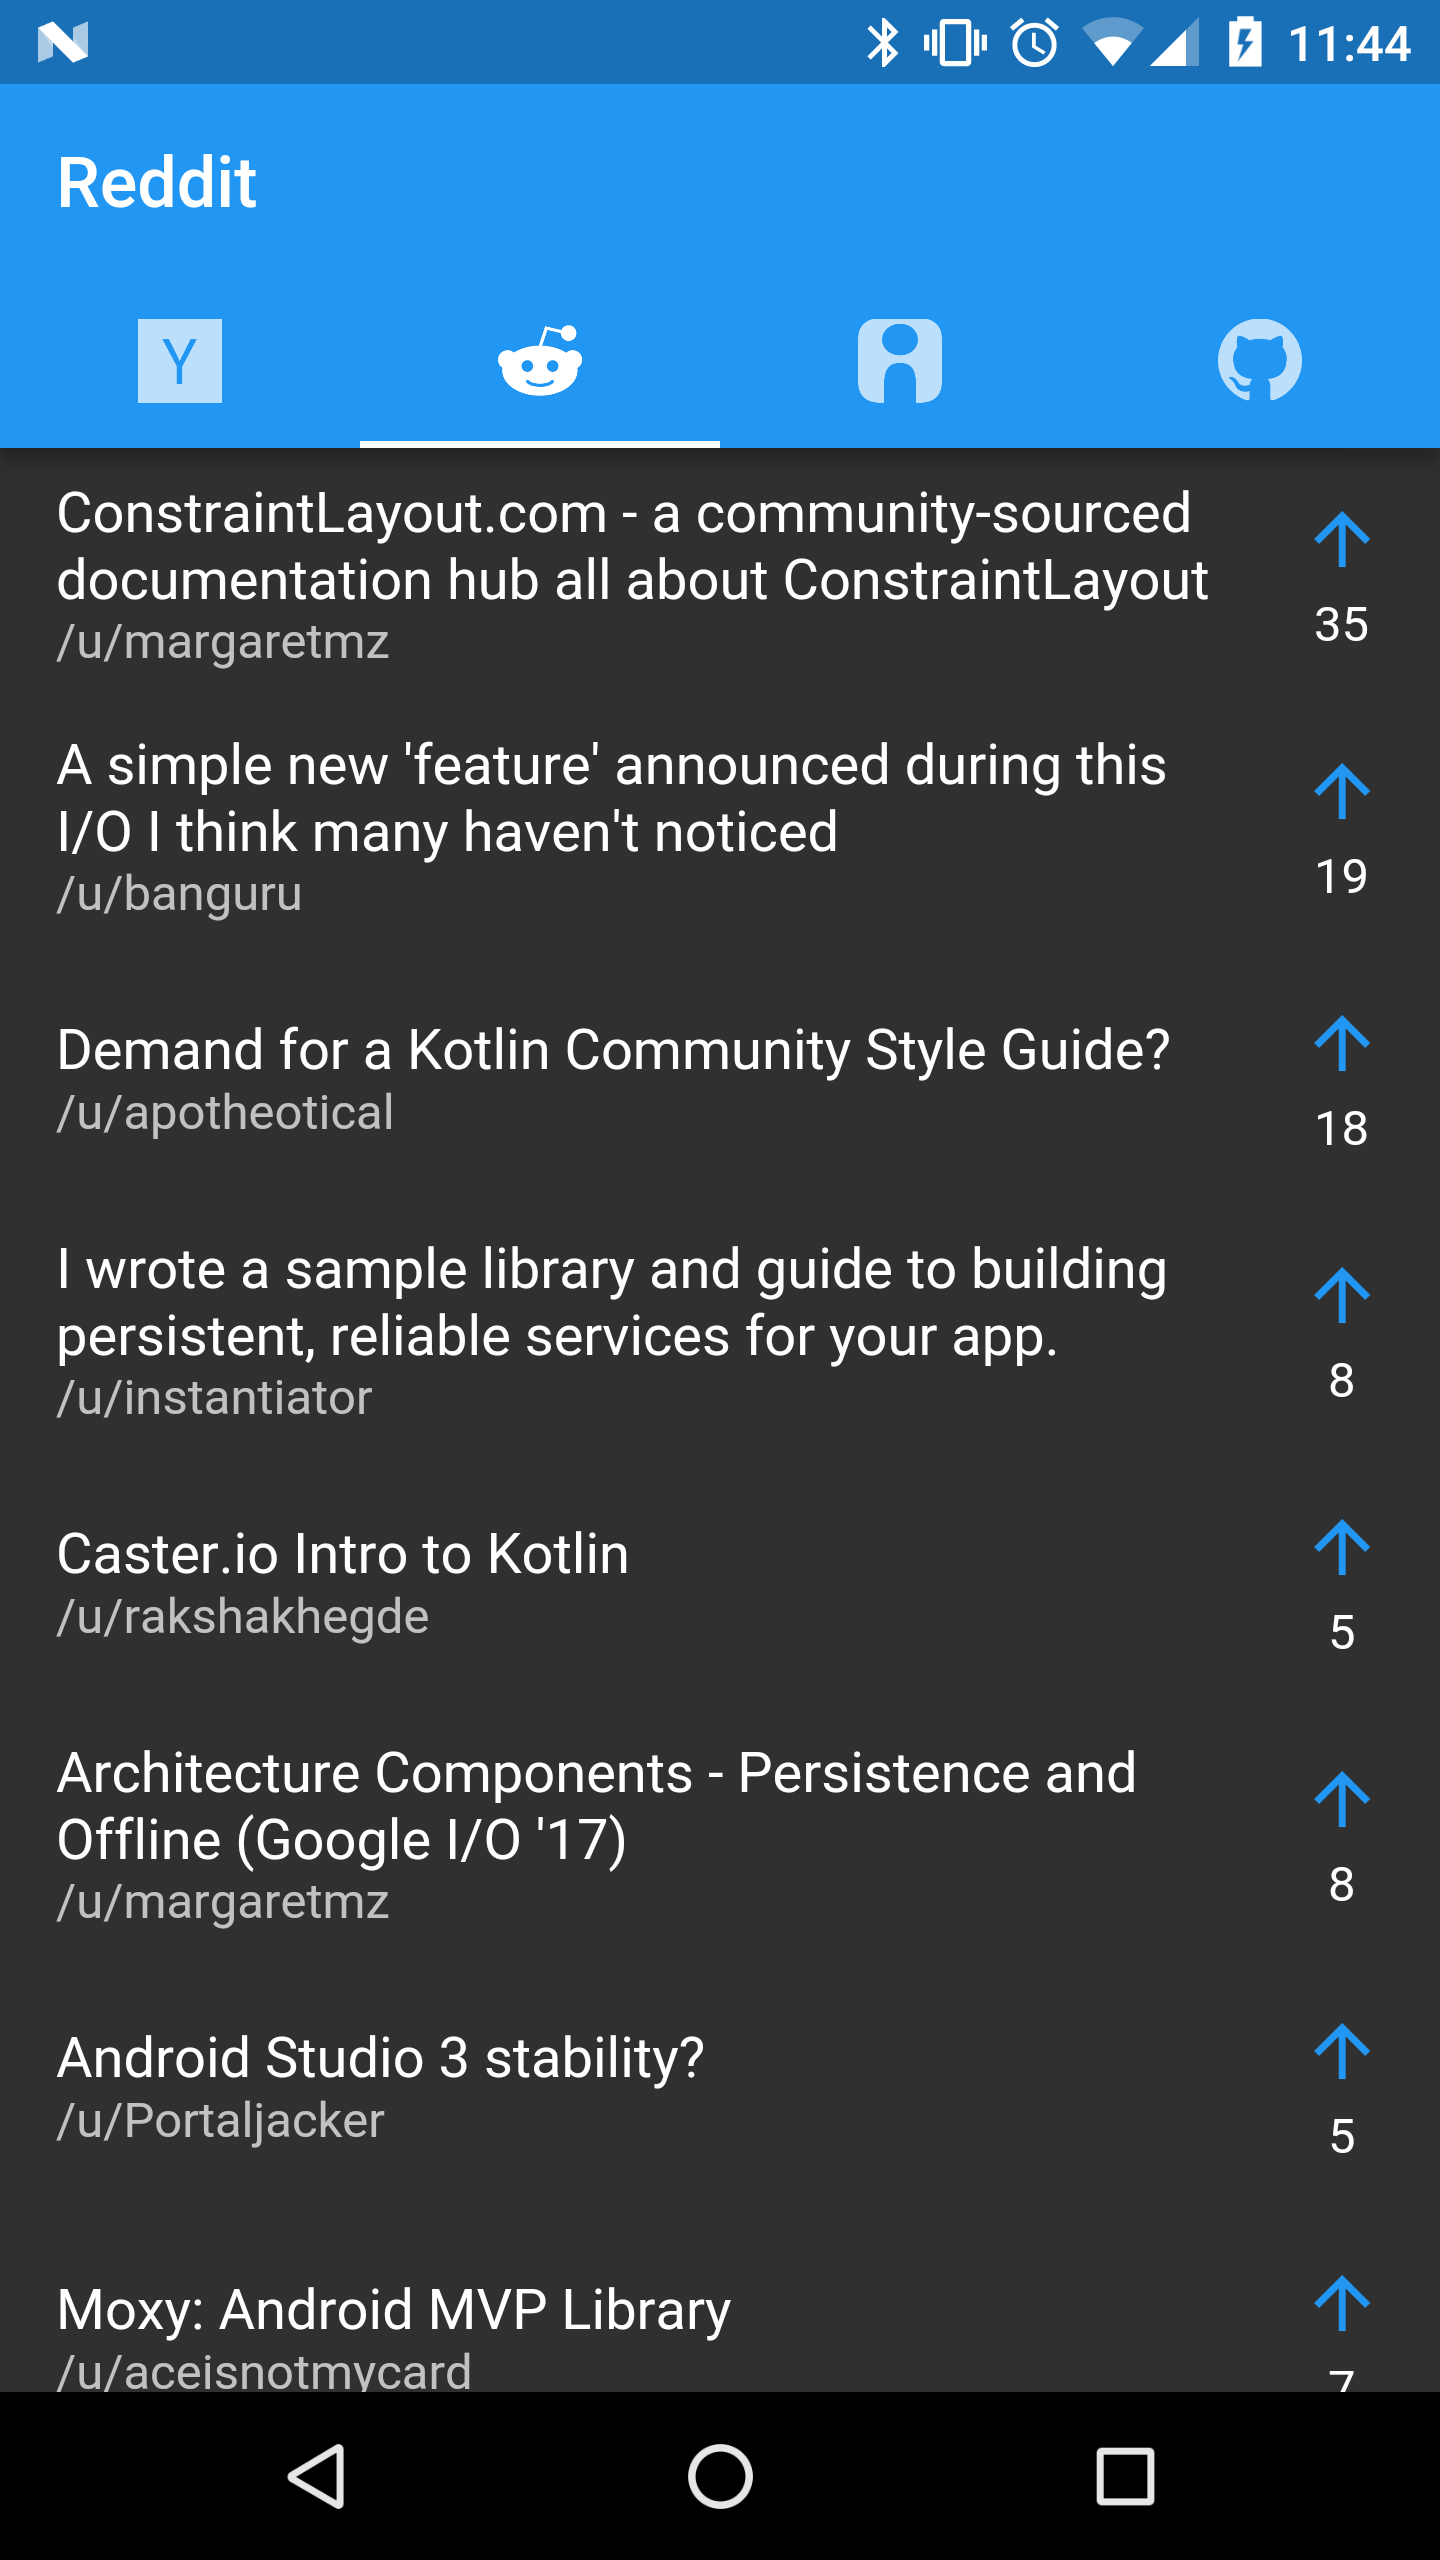 11:44
Reddit
Y
ConstraintLayout.com - a community-sourced
documentation hub all about ConstraintLayout
/u/margaretmz
35
A simple new 'feature' announced during this
I/O I think many haven't noticed
/u/banguru
19
Demand for a Kotlin Community Style Guide?
/u/apotheotical
18
I wrote a sample library and guide to building
persistent, reliable services for your app.
/u/instantiator
8
Caster.io Intro to Kotlin
/u/rakshakhegde
5
Architecture Components - Persistence and
Offline (Google I/O '17)
/u/margaretmz
8
Android Studio 3 stability?
/u/Portaljacker
5
Moxy: Android MVP Library
/u/aceisnotmycard
7